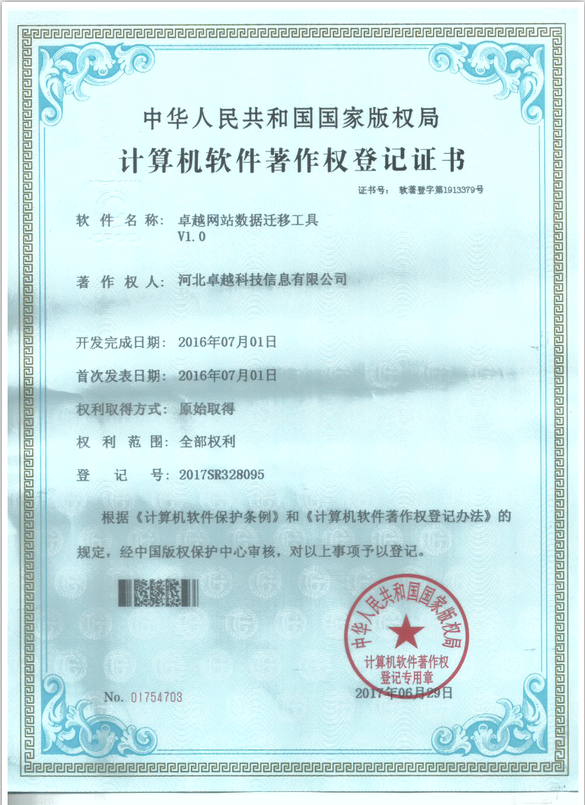 中华人民共和国国家版权局
计算机软件著作权登记证书
证书号： 软著登字第1913379号
软件名称： 卓越网站数据迁移工具
V1.0
著作权人： 河北卓越科技信息有限公司
开发完成日期： 2016年07月01日
首次发表日期： 2016年07月01日
权利取得方式： 原始取得
权利范围： 全部权利
登记号： 2017SR328095
根据《计算机软件保护条例》和《计算机软件著作权登记办法》的
规定，经中国版权保护中心审核，对以上事项予以登记。
中华人民共和国国家版权局
计算机软件著作权
登记专用章
No. 01754703
2017年06月29日